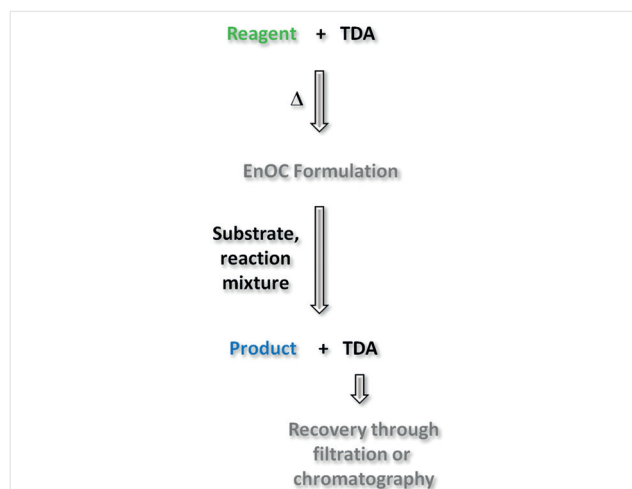 Reagent + TDA
Δ
EnOC Formulation
Substrate,
reaction
mixture
Product + TDA
Recovery through
filtration or
chromatography